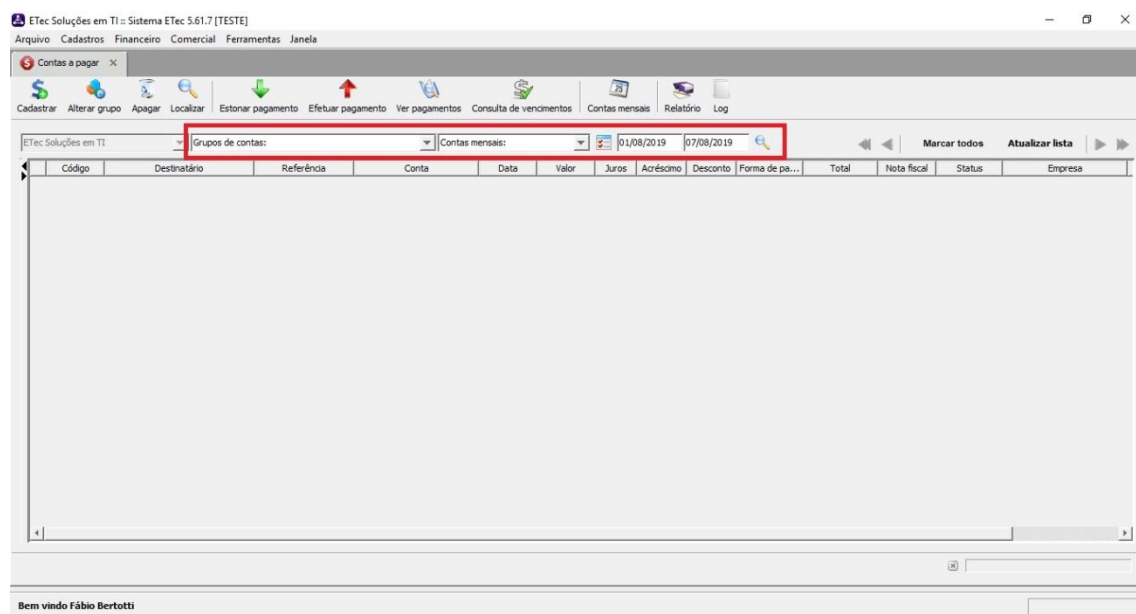 ETec Soluções em TI :: Sistema ETec 5.61.7 [TESTE]
Arquivo Cadastros Financeiro Comercial Ferramentas Janela
Contas a pagar
Cadastrar Alterar grupo Apagar Localizar Estonar pagamento Efetuar pagamento Ver pagamentos Consulta de vencimentos Contas mensais Relatório Log
ETec Soluções em TI Grupos de contas: Contas mensais: 01/08/2019 07/08/2019 Marcar todos Atualizar lista
Código Destinatário Referência Conta Data Valor Juros Acréscimo Desconto Forma de pa... Total Nota fiscal Status Empresa
Bem vindo Fábio Bertotti